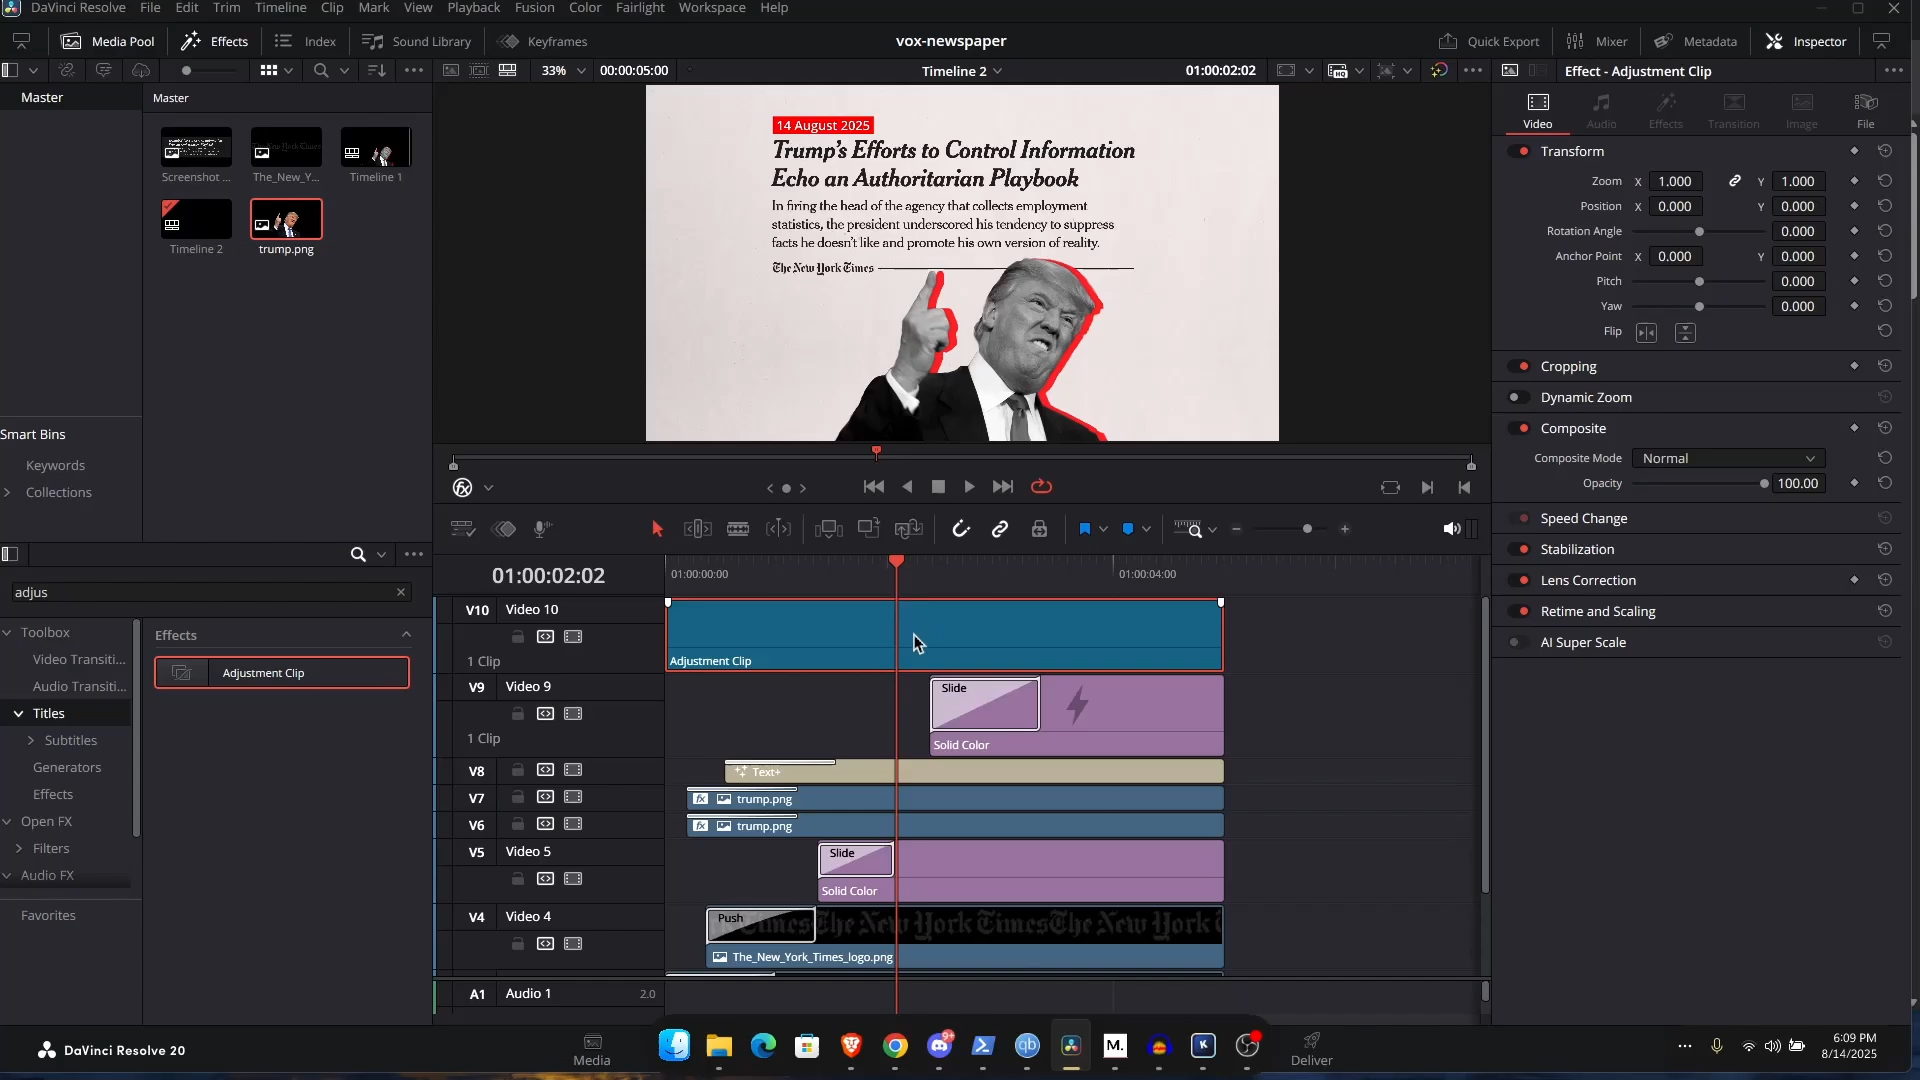 DaVinci Resolve File Edit Trim Timeline Clip Mark View Playback Fusion Color Fairlight Workspace Help
Media Pool Effects Index Sound Library Keyframes vox-newspaper Quick Export Mixer Metadata Inspector
33% 00:00:05:00 Timeline 2 01:00:02:02 Effect - Adjustment Clip
Master Master
Video Audio Effects Transition Image File
Screenshot ... The_New_Y... Timeline 1
Timeline 2 trump.png
14 August 2025
Trump's Efforts to Control Information
Echo an Authoritarian Playbook
In firing the head of the agency that collects employment
statistics, the president underscored his tendency to suppress
facts he doesn't like and promote his own version of reality.
The New York Times
Transform
Zoom X 1.000 Y 1.000
Position X 0.000 Y 0.000
Rotation Angle 0.000
Anchor Point X 0.000 Y 0.000
Pitch 0.000
Yaw 0.000
Flip
Cropping
Dynamic Zoom
Composite
Composite Mode Normal
Opacity 100.00
Speed Change
Stabilization
Lens Correction
Retime and Scaling
AI Super Scale
Smart Bins
Keywords
Collections
adjus
Toolbox
Video Transiti...
Audio Transiti...
Titles
Subtitles
Generators
Effects
Open FX
Filters
Audio FX
Favorites
Effects
Adjustment Clip
01:00:02:02 01:00:00:00 01:00:04:00
V10 Video 10
1 Clip Adjustment Clip
V9 Video 9 Slide
1 Clip Solid Color
V8 Text+
V7 fx trump.png
V6 fx trump.png
V5 Video 5 Slide
Solid Color
V4 Video 4 Push TimesThe New York TimesThe New York
The_New_York_Times_logo.png
A1 Audio 1 2.0
DaVinci Resolve 20 Media 9+ qb M. K Deliver
6:09 PM
8/14/2025